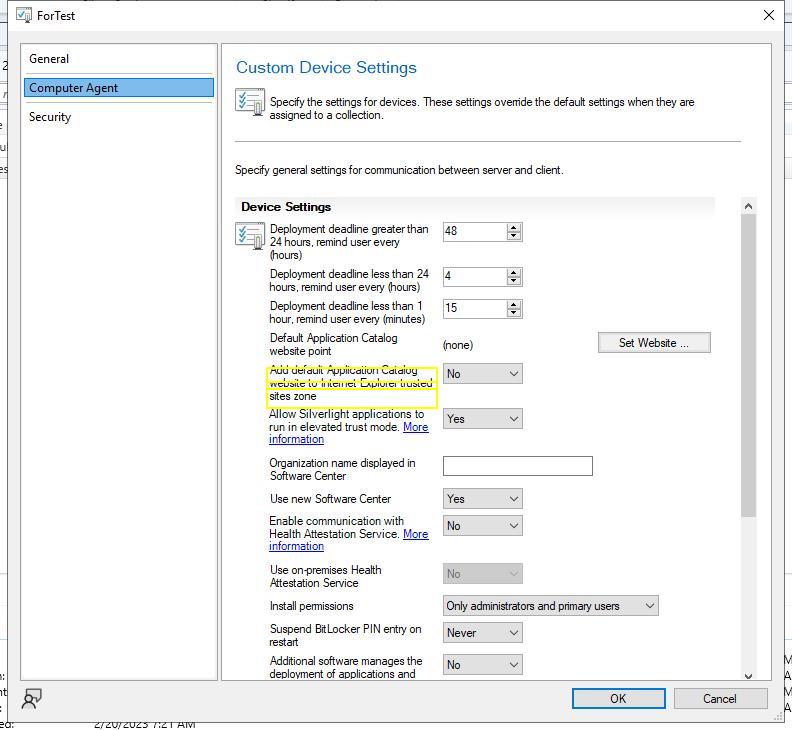 ForTest
General
Computer Agent
Security
Custom Device Settings
Specify the settings for devices. These settings override the default settings when they are
assigned to a collection.
Specify general settings for communication between server and client.
Device Settings
Deployment deadline greater than
24 hours, remind user every
(hours)
48
Deployment deadline less than 24
hours, remind user every (hours)
4
Deployment deadline less than 1
hour, remind user every (minutes)
15
Default Application Catalog
website point
(none)
Set Website ...
Add default Application Catalog
website to Internet Explorer trusted
sites zone
No
Allow Silverlight applications to
run in elevated trust mode. More
information
Yes
Organization name displayed in
Software Center
Use new Software Center
Yes
Enable communication with
Health Attestation Service. More
information
No
Use on-premises Health
Attestation Service
No
Install permissions
Only administrators and primary users
Suspend BitLocker PIN entry on
restart
Never
Additional software manages the
deployment of applications and
No
OK
Cancel
2/20/2023 7:21 AM